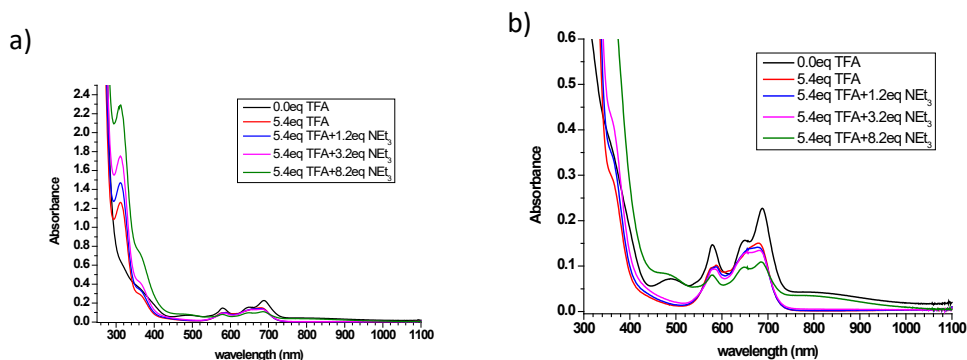 a)
2.4
2.2
2.0
1.8
1.6
1.4
1.2
1.0
0.8
0.6
0.4
0.2
0.0
Absorbance
0.0eq TFA
5.4eq TFA
5.4eq TFA+1.2eq NEt3
5.4eq TFA+3.2eq NEt3
5.4eq TFA+8.2eq NEt3
300 400 500 600 700 800 900 1000 1100
wavelength (nm)
b)
0.6
0.5
0.4
0.3
0.2
0.1
0.0
Absorbance
0.0eq TFA
5.4eq TFA
5.4eq TFA+1.2eq NEt3
5.4eq TFA+3.2eq NEt3
5.4eq TFA+8.2eq NEt3
300 400 500 600 700 800 900 1000 1100
wavelength (nm)